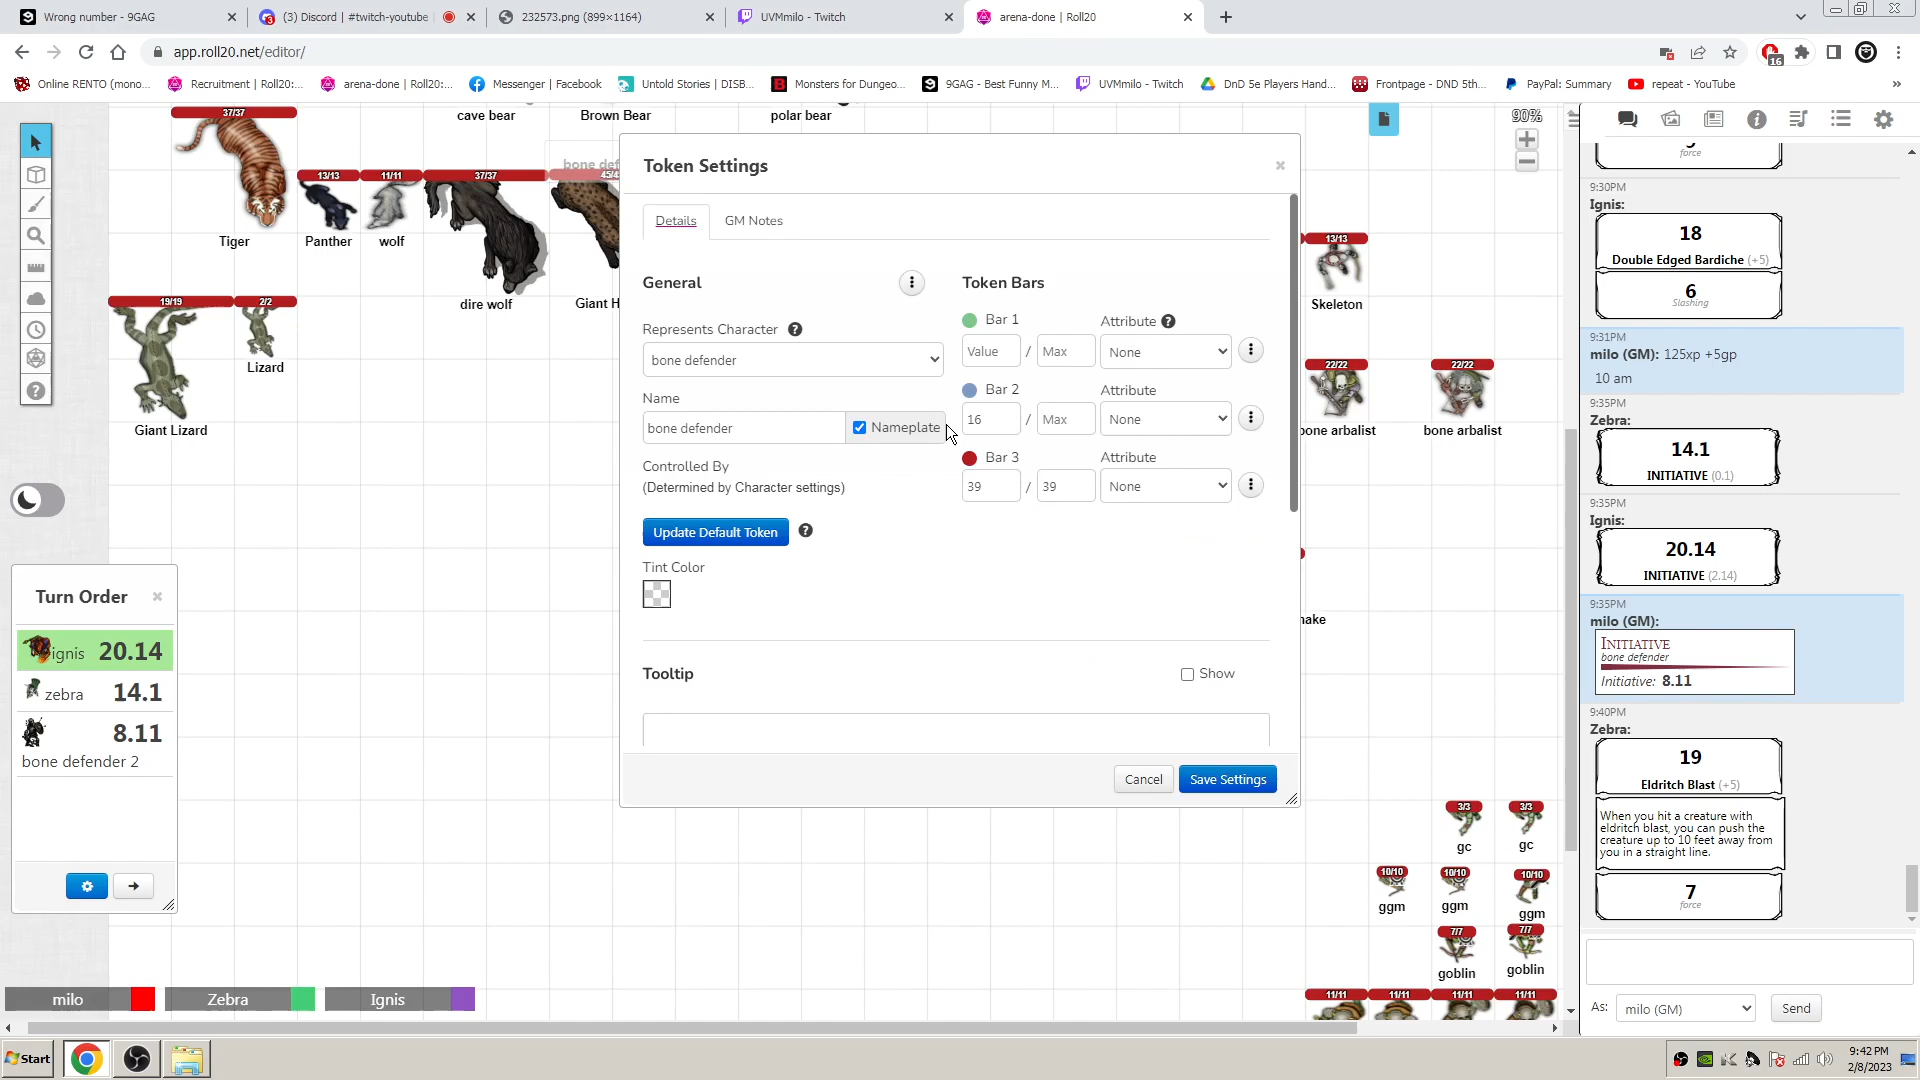 Wrong number - 9GAG
(3) Discord | #twitch-youtube
232573.png (899×1164)
UVMmilo - Twitch
arena-done | Roll20
app.roll20.net/editor/
16
Online RENTO (mono...
Recruitment | Roll20:...
arena-done | Roll20:...
Messenger | Facebook
Untold Stories | DISB...
Monsters for Dungeo...
9GAG - Best Funny M...
UVMmilo - Twitch
DnD 5e Players Hand...
Frontpage - DND 5th...
PayPal: Summary
repeat - YouTube
»
37/37
cave bear
Brown Bear
polar bear
90%
13/13
11/11
37/37
Tiger
Panther
wolf
dire wolf
19/19
2/2
Lizard
Giant Lizard
13/13
Skeleton
22/22
22/22
bone arbalist
bone arbalist
Token Settings
Details
GM Notes
General
Token Bars
Represents Character
bone defender
Name
bone defender
Nameplate
Controlled By
(Determined by Character settings)
Update Default Token
Tint Color
Bar 1
Attribute
Value / Max
None
Bar 2
Attribute
16 / Max
None
Bar 3
Attribute
39 / 39
None
Tooltip
Show
Cancel
Save Settings
Turn Order
ignis 20.14
zebra 14.1
8.11
bone defender 2
3/3
3/3
gc
gc
10/10
10/10
10/10
ggm
ggm
ggm
7/7
7/7
goblin
goblin
11/11
11/11
11/11
11/11
milo
Zebra
Ignis
force
9:30PM
Ignis:
18
Double Edged Bardiche (+5)
6
Slashing
9:31PM
milo (GM): 125xp +5gp
10 am
9:35PM
Zebra:
14.1
INITIATIVE (0.1)
9:35PM
Ignis:
20.14
INITIATIVE (2.14)
9:35PM
milo (GM):
INITIATIVE
bone defender
Initiative: 8.11
9:40PM
Zebra:
19
Eldritch Blast (+5)
When you hit a creature with
eldritch blast, you can push the
creature up to 10 feet away from
you in a straight line.
7
force
As:
milo (GM)
Send
Start
9:42 PM
2/8/2023